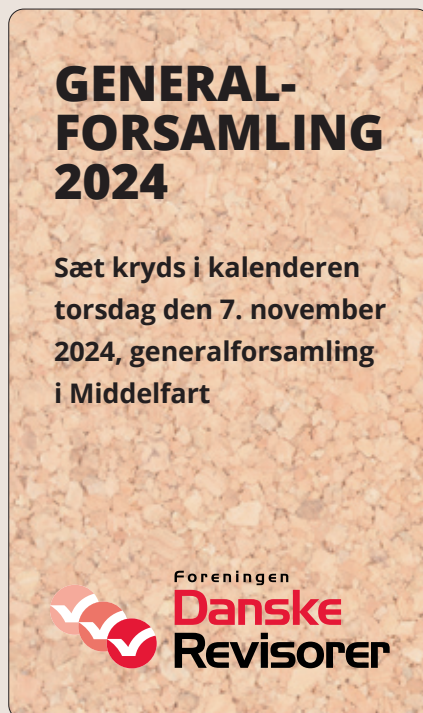 GENERAL-
FORSAMLING
2024
Sæt kryds i kalenderen
torsdag den 7. november
2024, generalforsamling
i Middelfart
Foreningen
Danske
Revisorer